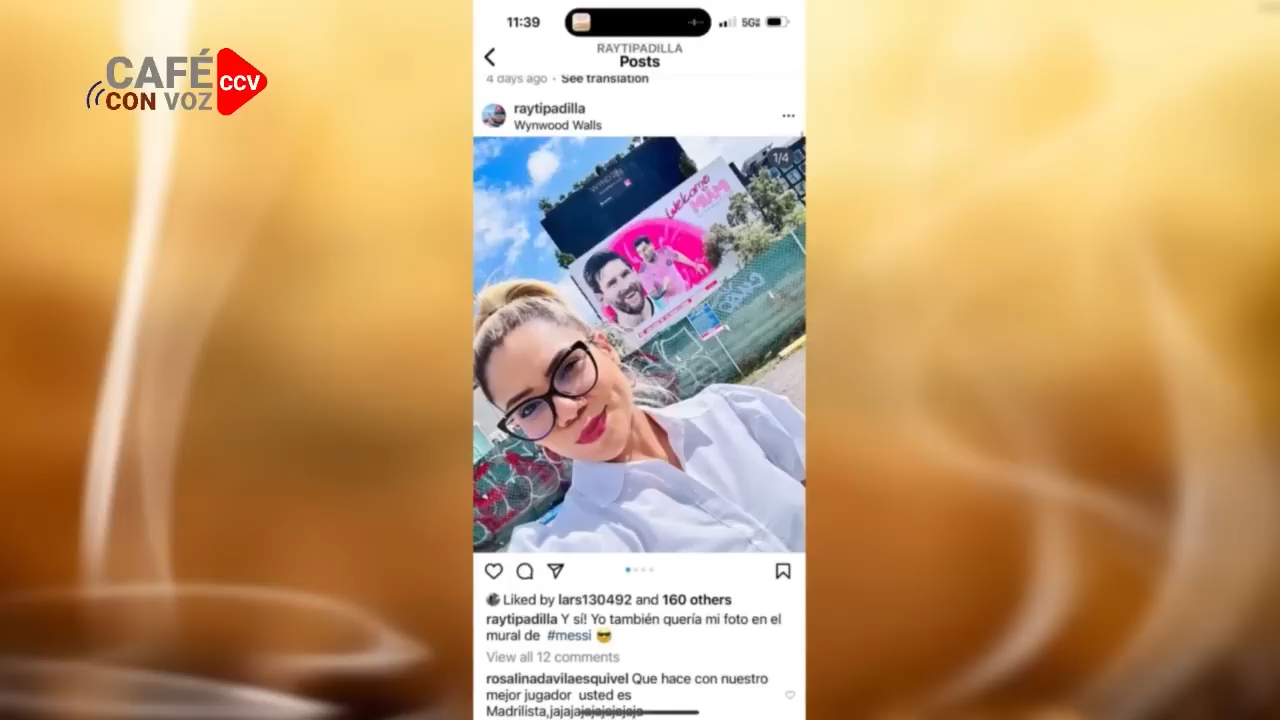 CAFÉ
CON VOZ
CCV
11:39
5G
RAYTIPADILLA
Posts
4 days ago · See translation
raytipadilla
Wynwood Walls
1/4
Welcome
MIAMI
Liked by lars130492 and 160 others
raytipadilla Y sí! Yo también quería mi foto en el
mural de #messi 😎
View all 12 comments
rosalinadavilaesquivel Que hace con nuestro
mejor jugador usted es
Madrilista,jajajajajajajajaja